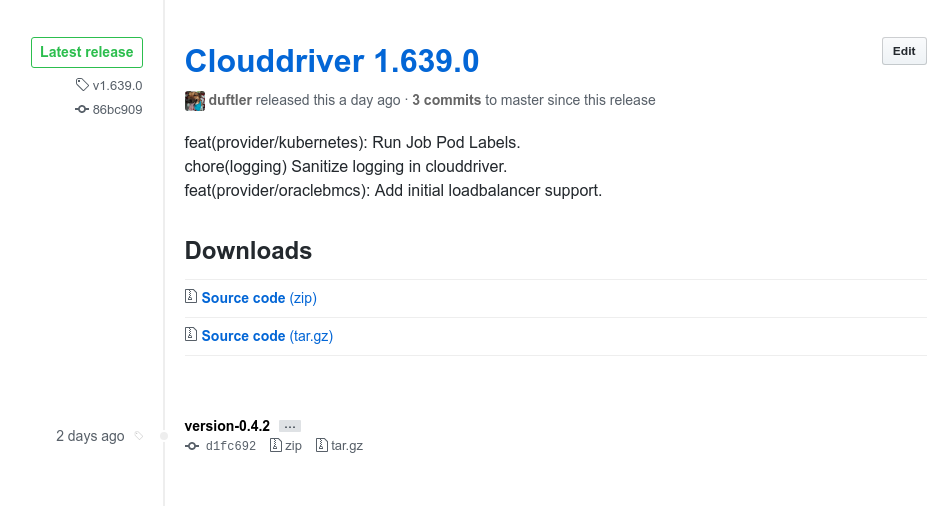 Latest release
v1.639.0
86bc909
Clouddriver 1.639.0
Edit
duftler released this a day ago · 3 commits to master since this release
feat(provider/kubernetes): Run Job Pod Labels.
chore(logging) Sanitize logging in clouddriver.
feat(provider/oraclebmcs): Add initial loadbalancer support.
Downloads
Source code (zip)
Source code (tar.gz)
2 days ago
version-0.4.2 ...
d1fc692 zip tar.gz